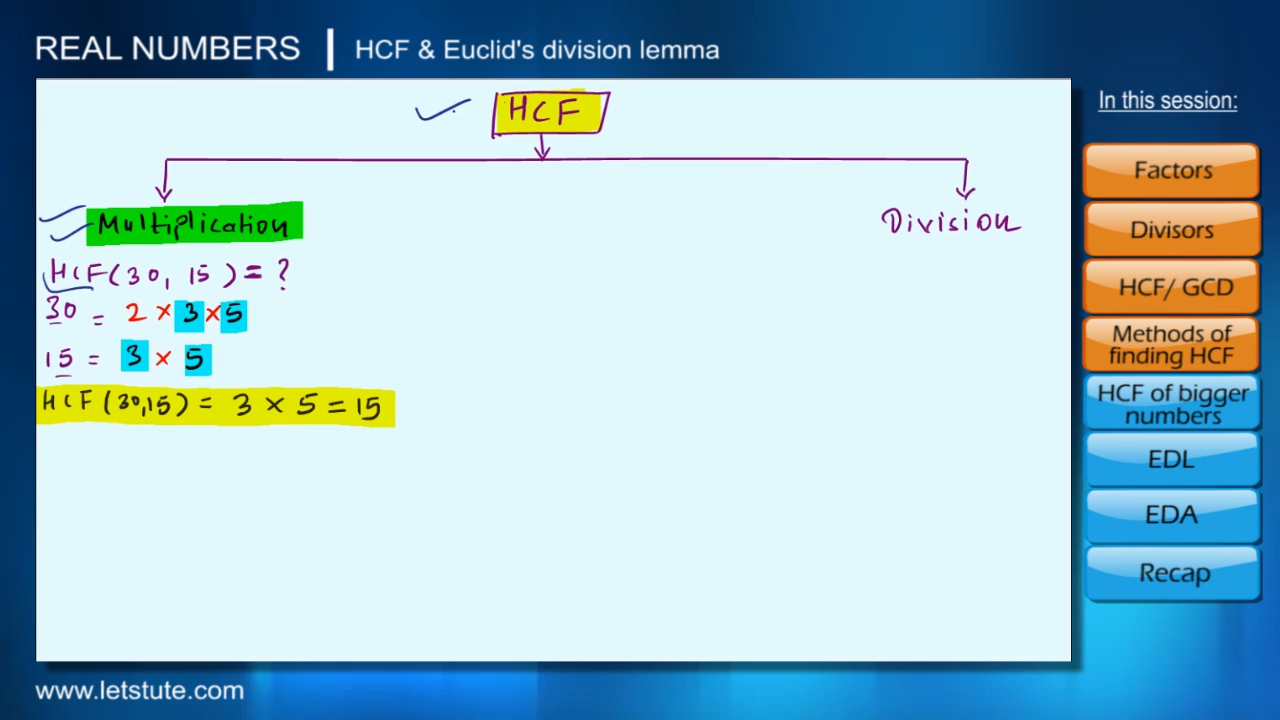 REAL NUMBERS | HCF & Euclid's division lemma
In this session:
HCF
Multiplication
Division
HCF(30, 15) = ?
30 = 2 × 3 × 5
15 = 3 × 5
HCF (30,15) = 3 × 5 = 15
Factors
Divisors
HCF/ GCD
Methods of
finding HCF
HCF of bigger
numbers
EDL
EDA
Recap
www.letstute.com